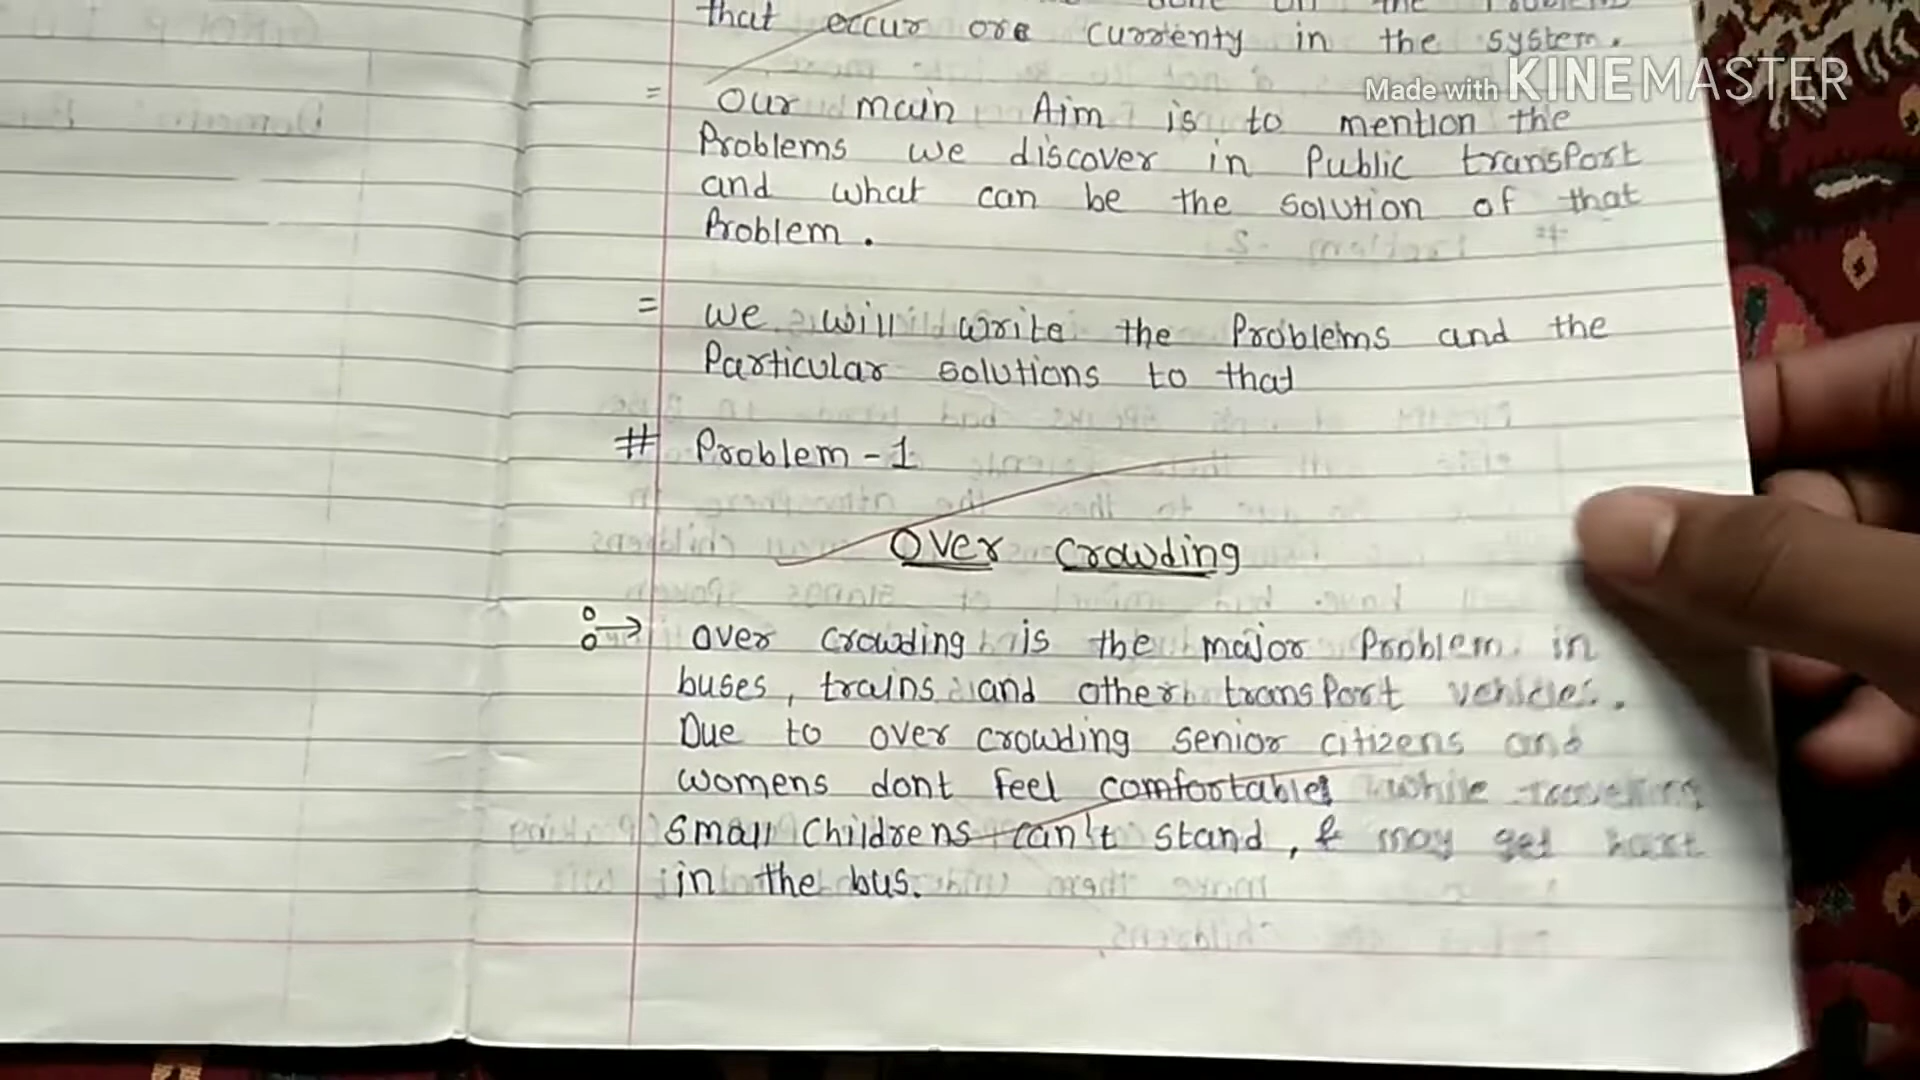 the
that occur ore currenty in the system.
Made with KINEMASTER
= Our main Aim is to mention the
Problems we discover in Public transport
and what can be the solution of that
Problem.
= we will write the Problems and the
Particular solutions to that
# Problem - 1
Over Crowding
over crowding is the major Problem in
buses, trains and other transport vehicles.
Due to over crowding senior citizens and
womens dont feel comfortable while traveling
small childrens can't stand, & may get hart
in the bus.